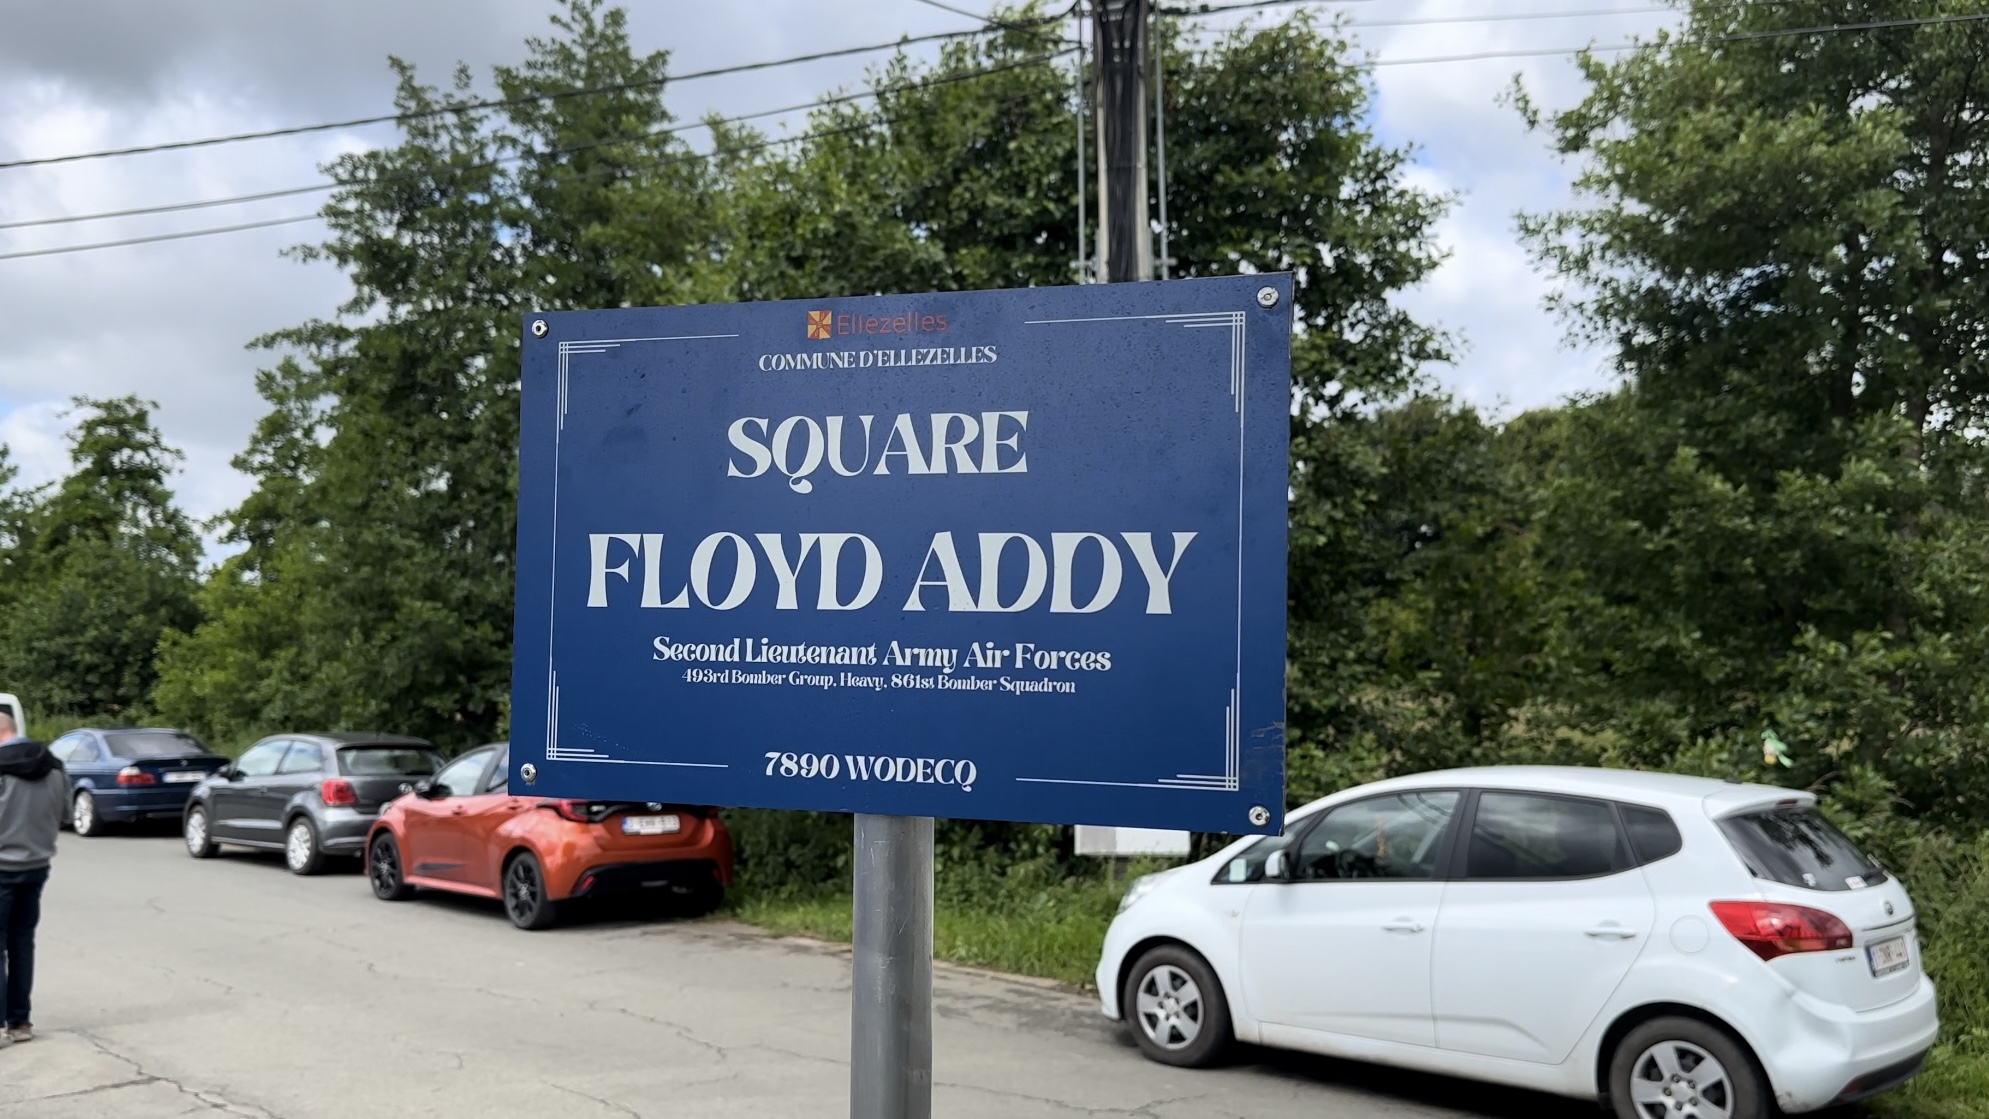 Ellezelles
COMMUNE D'ELLEZELLES
SQUARE
FLOYD ADDY
Second Lieutenant Army Air Forces
493rd Bomber Group, Heavy, 861st Bomber Squadron
7890 WODECQ